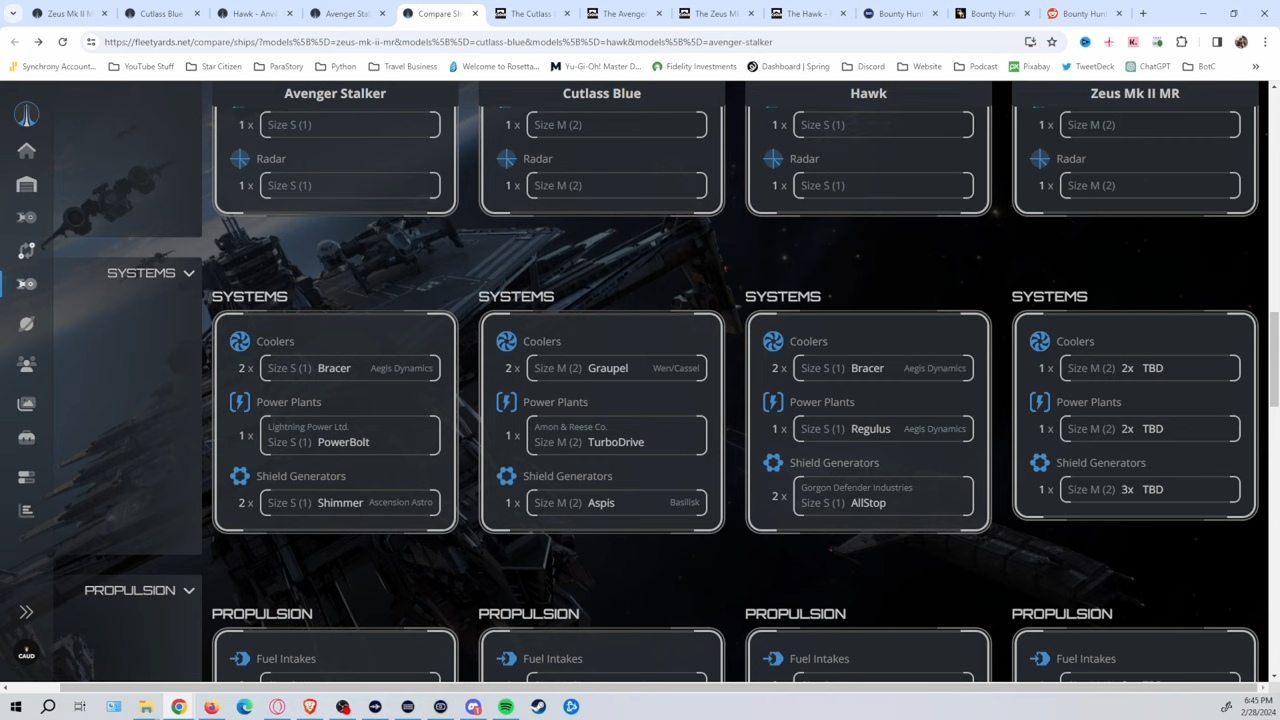 Zeus Mk.II M
Cutlass Blue
Hawk - Anvi
Avenger Stal
Compare Sh
The Cutlass
The Avenge
The Zeus M
The Hawk -
Bounty Hunt
Bounty Hunt
Bounty Hunt
https://fleetyards.net/compare/ships/?models%5B%5D=zeus-mk-ii-mr&models%5B%5D=cutlass-blue&models%5B%5D=hawk&models%5B%5D=avenger-stalker
Synchrony Account...
YouTube Stuff
Star Citizen
ParaStory
Python
Travel Business
Welcome to Rosetta...
Yu-Gi-Oh! Master D...
Fidelity Investments
Dashboard | Spring
Discord
Website
Podcast
Pixabay
TweetDeck
ChatGPT
BotC
Avenger Stalker
Cutlass Blue
Hawk
Zeus Mk II MR
1 x Size S (1)
1 x Size M (2)
1 x Size S (1)
1 x Size M (2)
Radar
Radar
Radar
Radar
1 x Size S (1)
1 x Size M (2)
1 x Size S (1)
1 x Size M (2)
SYSTEMS
SYSTEMS
SYSTEMS
SYSTEMS
SYSTEMS
Coolers
Coolers
Coolers
Coolers
2 x Size S (1) Bracer Aegis Dynamics
2 x Size M (2) Graupel Wen/Cassel
2 x Size S (1) Bracer Aegis Dynamics
1 x Size M (2) 2x TBD
Power Plants
Power Plants
Power Plants
Power Plants
Lightning Power Ltd.
1 x Size S (1) PowerBolt
Amon & Reese Co.
1 x Size M (2) TurboDrive
1 x Size S (1) Regulus Aegis Dynamics
1 x Size M (2) 2x TBD
Shield Generators
Shield Generators
Shield Generators
Shield Generators
2 x Size S (1) Shimmer Ascension Astro
1 x Size M (2) Aspis Basilisk
Gorgon Defender Industries
2 x Size S (1) AllStop
1 x Size M (2) 3x TBD
PROPULSION
PROPULSION
PROPULSION
PROPULSION
PROPULSION
Fuel Intakes
Fuel Intakes
Fuel Intakes
Fuel Intakes
CAUD
6:45 PM
2/28/2024